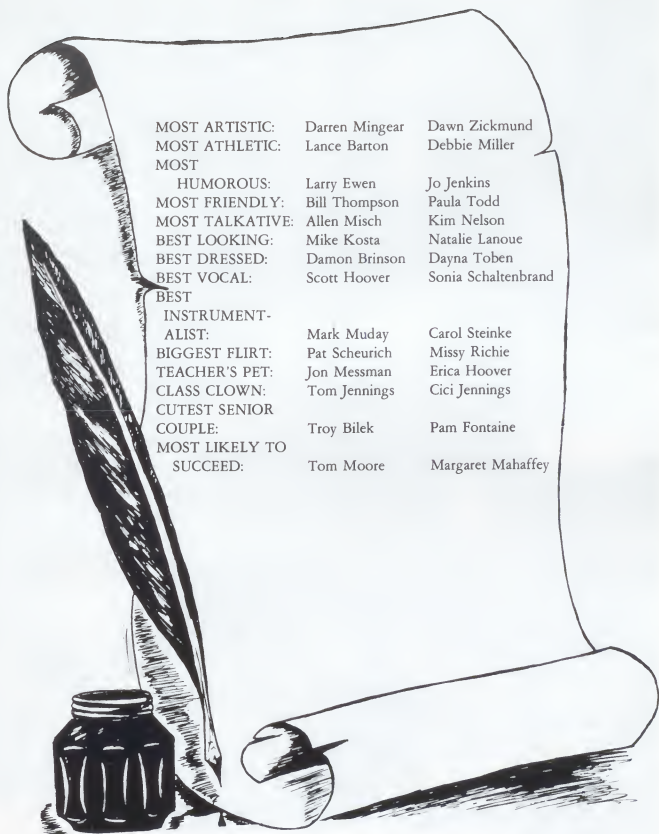 MOST ARTISTIC: Darren Mingear Dawn Zickmund
MOST ATHLETIC: Lance Barton Debbie Miller
MOST
HUMOROUS: Larry Ewen Jo Jenkins
MOST FRIENDLY: Bill Thompson Paula Todd
MOST TALKATIVE: Allen Misch Kim Nelson
BEST LOOKING: Mike Kosta Natalie Lanoue
BEST DRESSED: Damon Brinson Dayna Toben
BEST VOCAL: Scott Hoover Sonia Schaltenbrand
BEST
INSTRUMENT-
ALIST: Mark Muday Carol Steinke
BIGGEST FLIRT: Pat Scheurich Missy Richie
TEACHER'S PET: Jon Messman Erica Hoover
CLASS CLOWN: Tom Jennings Cici Jennings
CUTEST SENIOR
COUPLE: Troy Bilek Pam Fontaine
MOST LIKELY TO
SUCCEED: Tom Moore Margaret Mahaffey